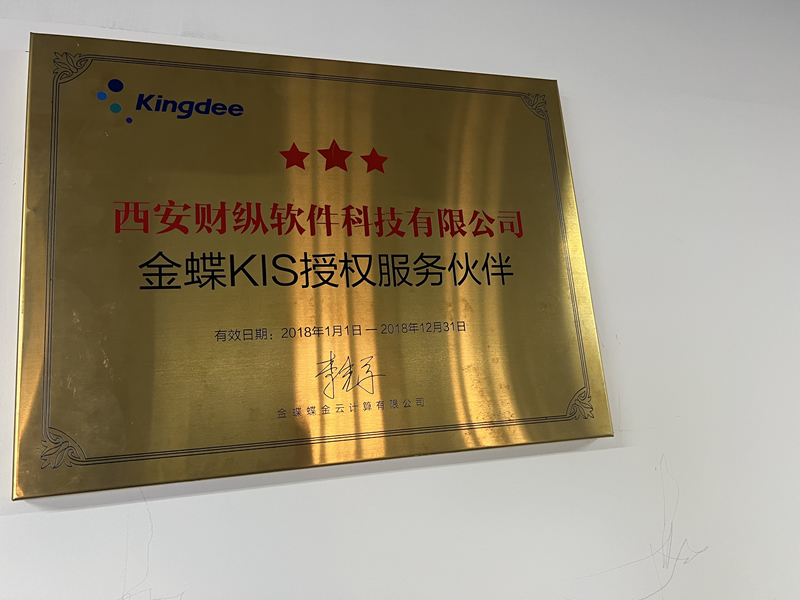 Kingdee
西安财纵软件科技有限公司
金蝶KIS授权服务伙伴
有效日期：2018年1月1日—2018年12月31日
金蝶蝶金云计算有限公司